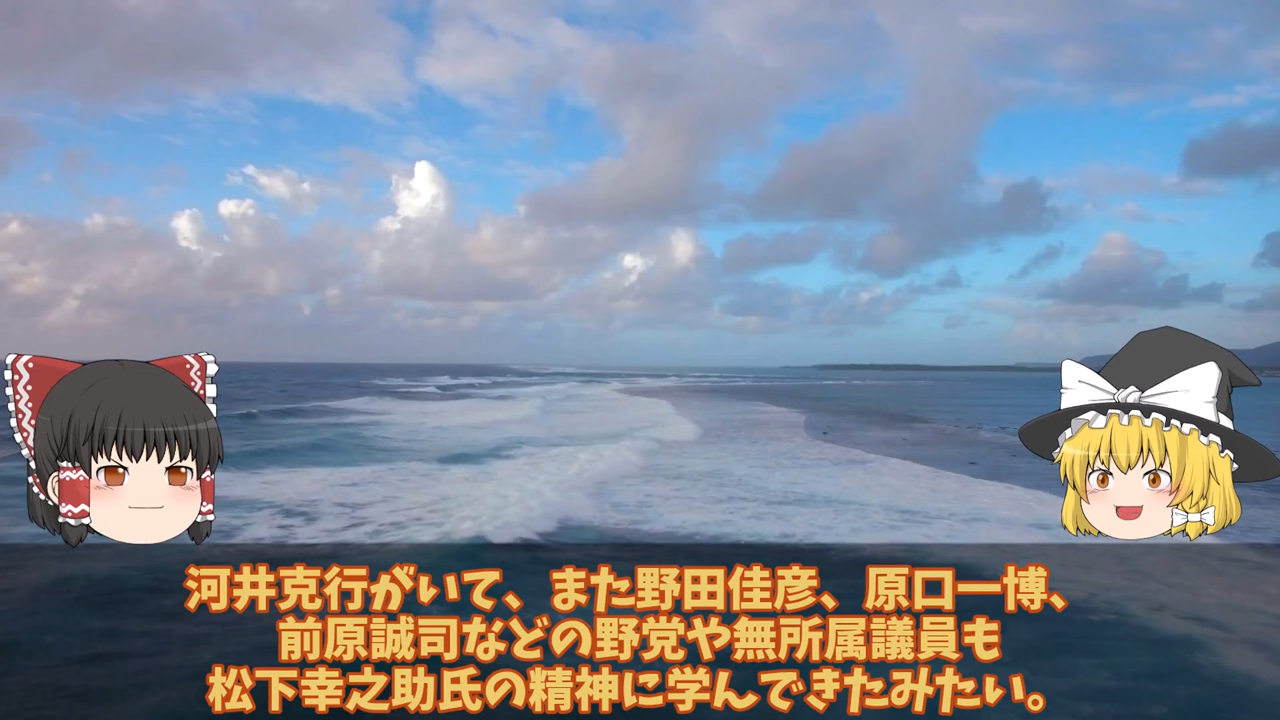 河井克行がいて、また野田佳彦、原口一博、
前原誠司などの野党や無所属議員も
松下幸之助氏の精神に学んできたみたい。